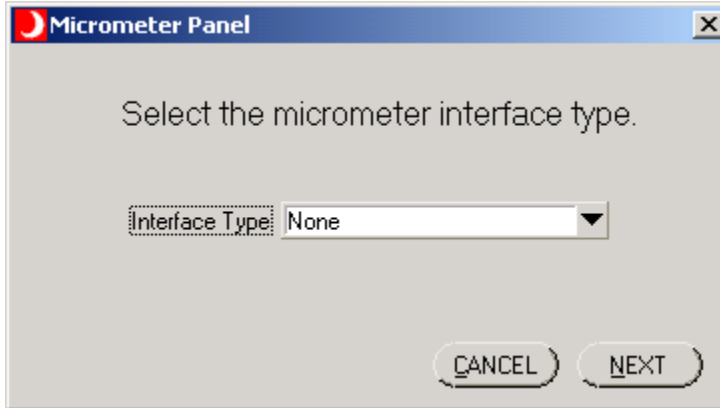 Micrometer Panel
Select the micrometer interface type.
Interface Type None
CANCEL NEXT